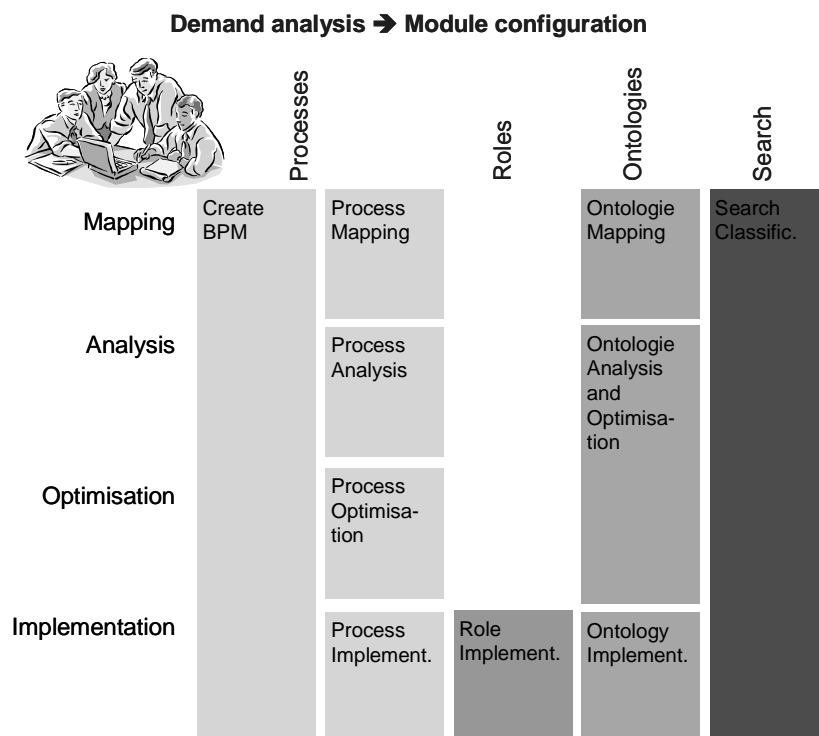 Demand analysis ➔ Module configuration
Processes
Roles
Ontologies
Search
Mapping
Create
BPM
Process
Mapping
Ontologie
Mapping
Search
Classific.
Analysis
Process
Analysis
Ontologie
Analysis
and
Optimisa-
tion
Optimisation
Process
Optimisa-
tion
Implementation
Process
Implement.
Role
Implement.
Ontology
Implement.